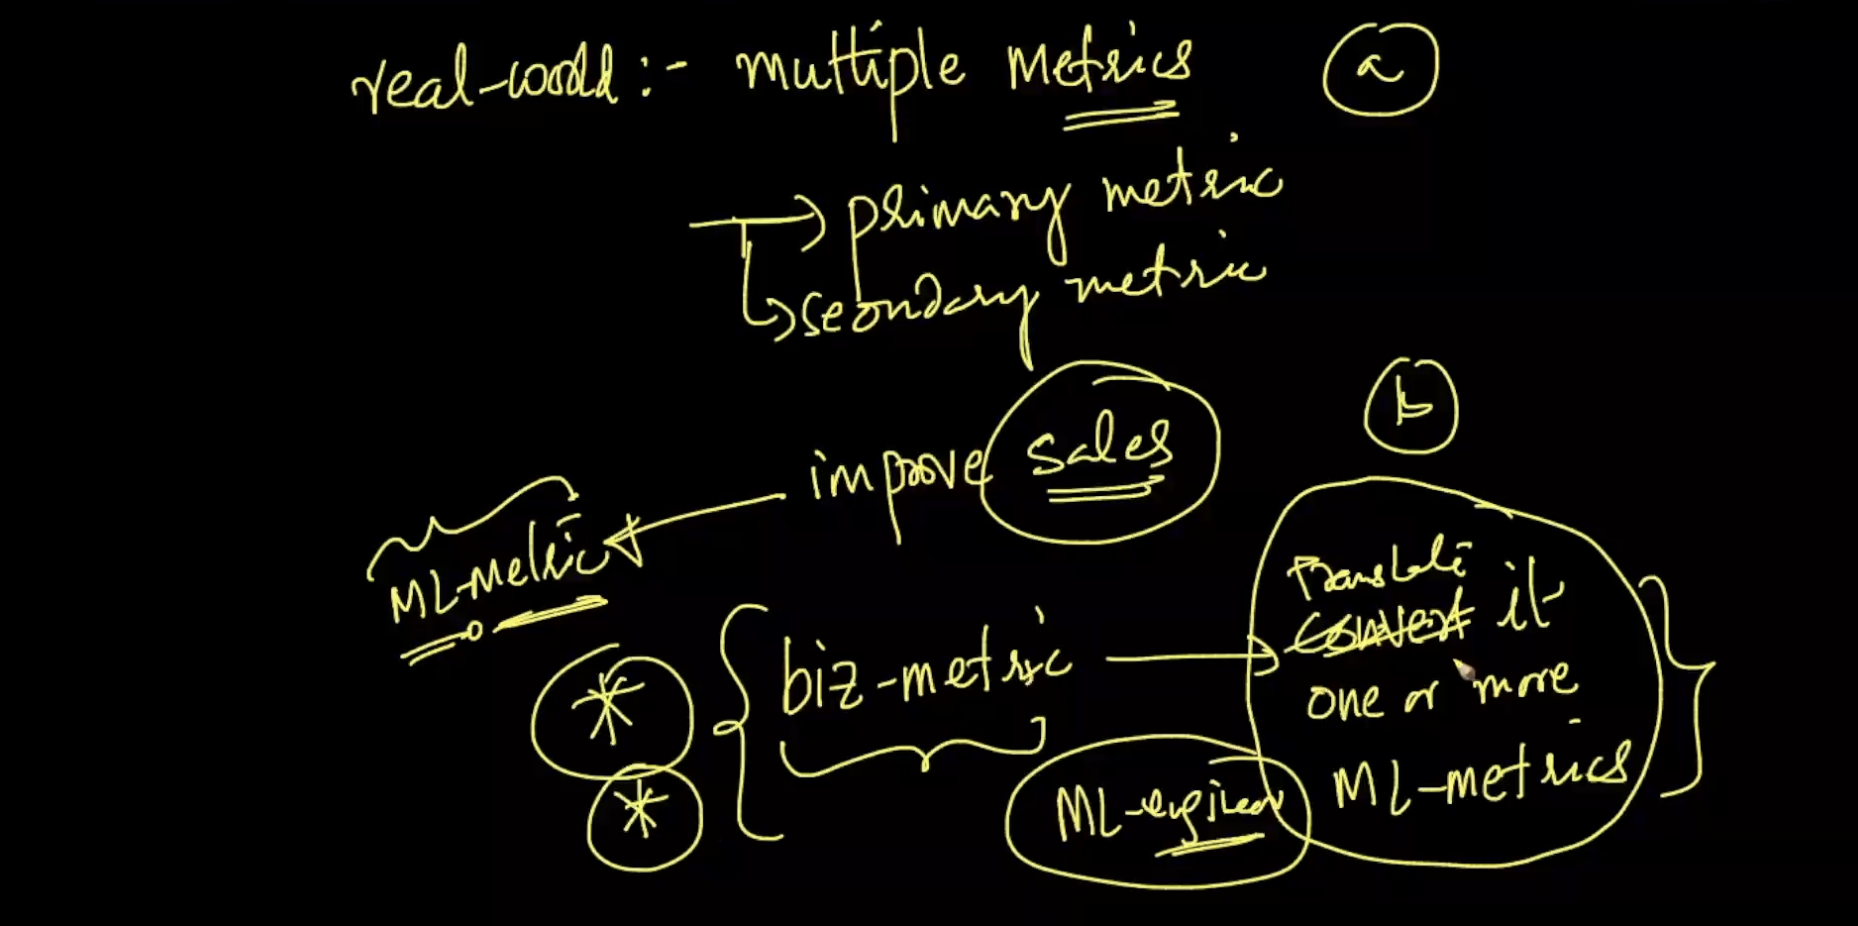 real-world :- multiple metrics a
primary metric
secondary metric
b
improve sales
ML-metric
translate
convert it
* biz-metric
one or more
* ML-engineer ML-metrics